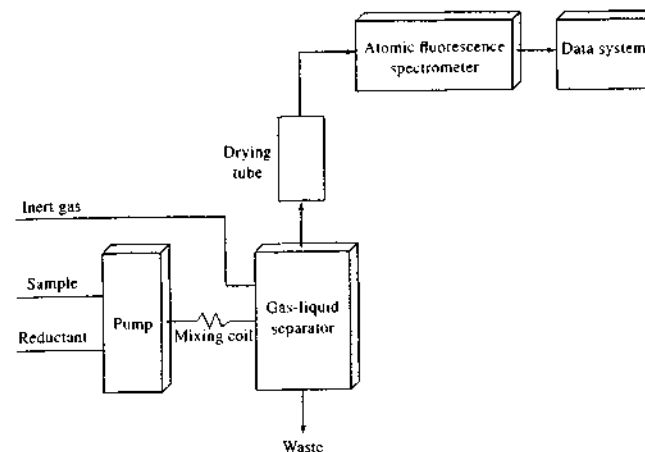 Atomic fluorescence
spectrometer
Data system
Drying
tube
Inert gas
Sample
Reductant
Pump
Mixing coil
Gas-liquid
separator
Waste